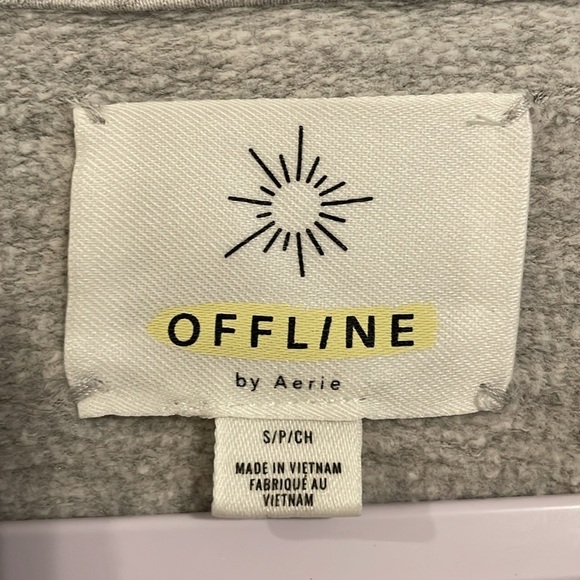 OFFLINE
by Aerie
S/P/CH
MADE IN VIETNAM
FABRIQUÉ AU
VIETNAM